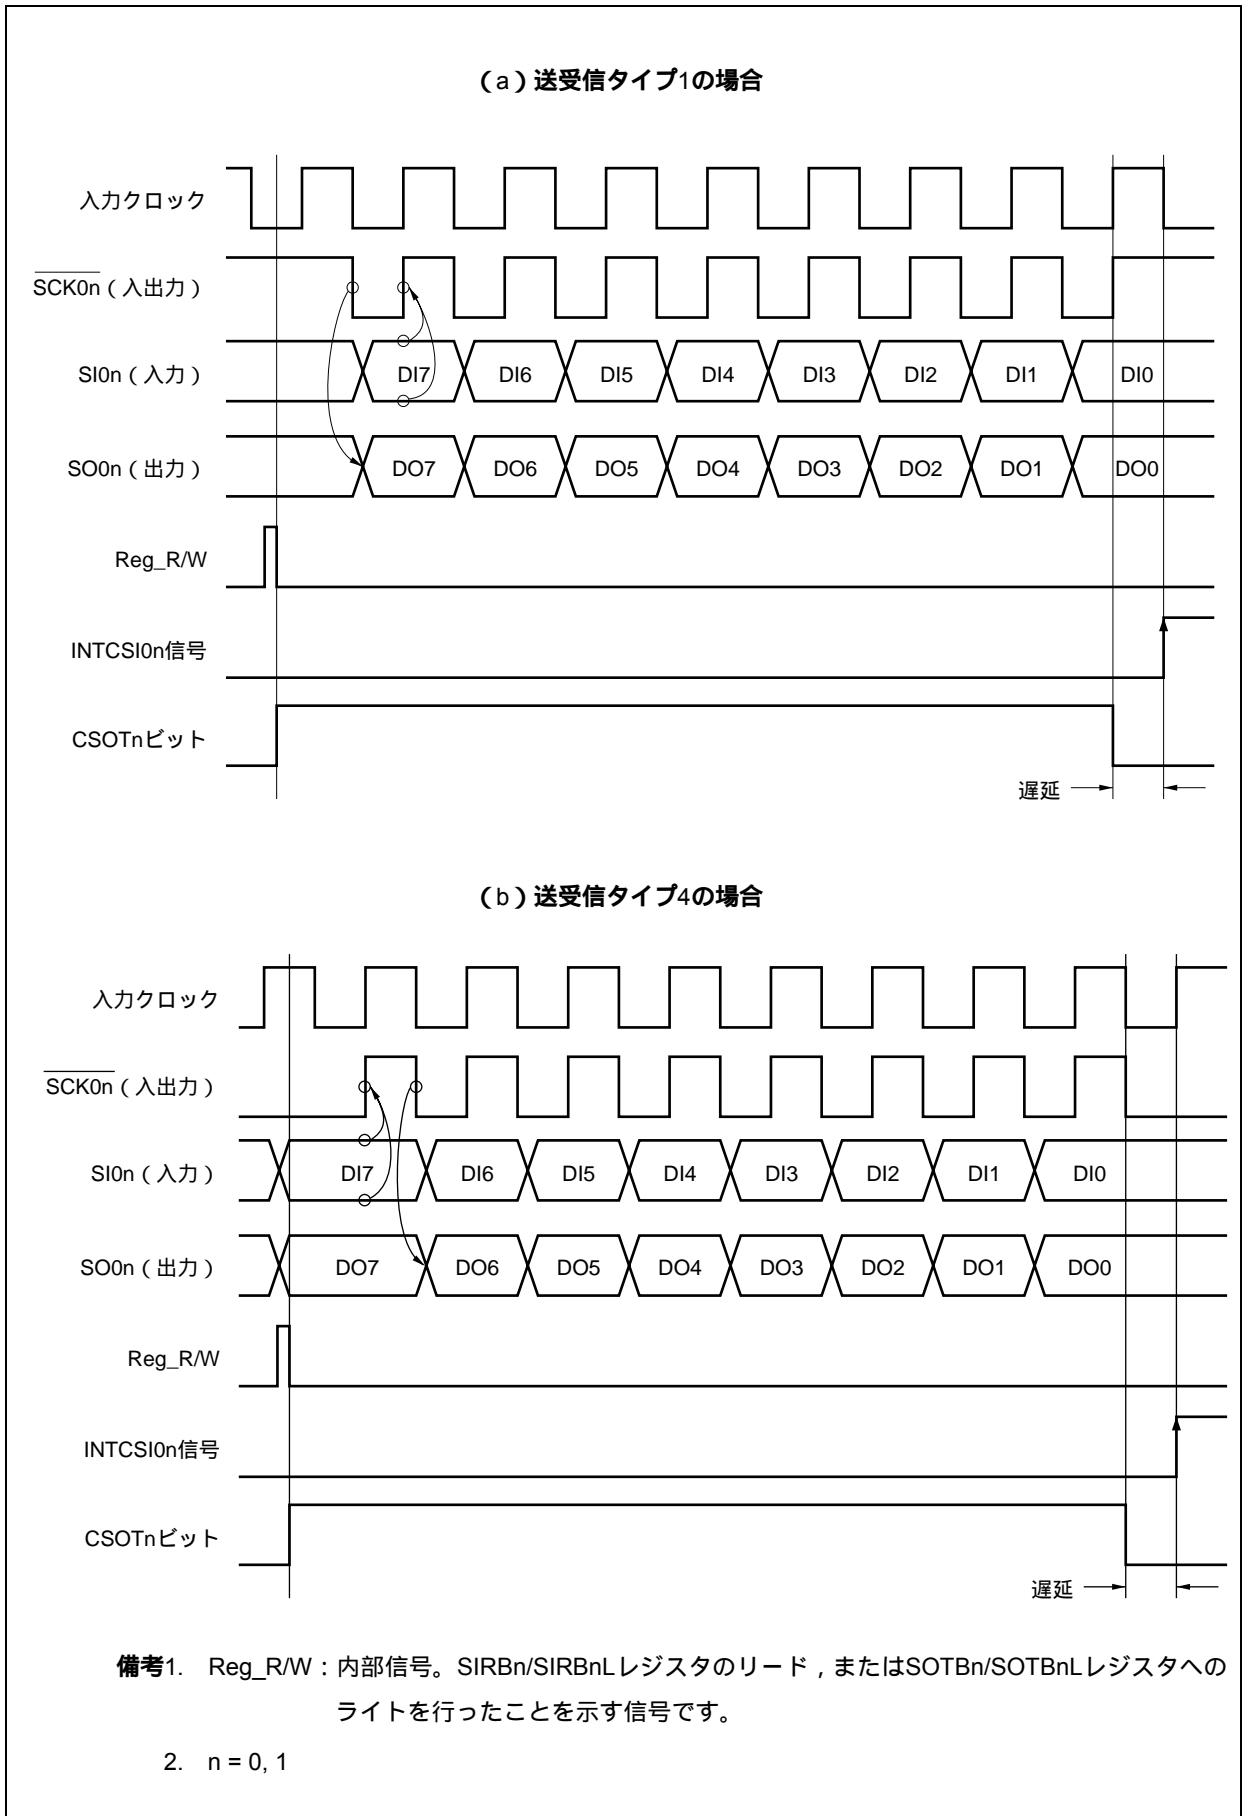 （a）送受信タイプ1の場合
入力クロック
SCK0n（入出力）
SI0n（入力）
DI7 DI6 DI5 DI4 DI3 DI2 DI1 DI0
SO0n（出力）
DO7 DO6 DO5 DO4 DO3 DO2 DO1 DO0
Reg_R/W
INTCSI0n信号
CSOTnビット
遅延
（b）送受信タイプ4の場合
入力クロック
SCK0n（入出力）
SI0n（入力）
DI7 DI6 DI5 DI4 DI3 DI2 DI1 DI0
SO0n（出力）
DO7 DO6 DO5 DO4 DO3 DO2 DO1 DO0
Reg_R/W
INTCSI0n信号
CSOTnビット
遅延
備考1. Reg_R/W：内部信号。SIRBn/SIRBnLレジスタのリード，またはSOTBn/SOTBnLレジスタへの
ライトを行ったことを示す信号です。
2. n = 0, 1